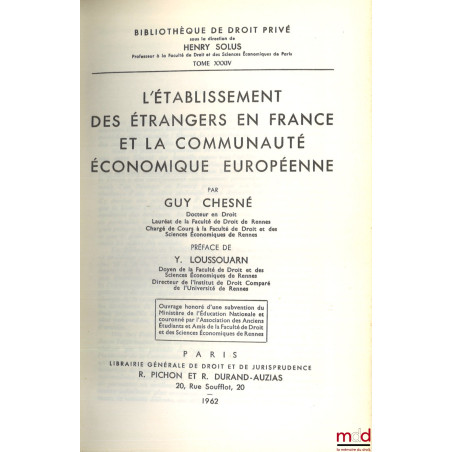 BIBLIOTHÈQUE DE DROIT PRIVÉ
sous la direction de
HENRY SOLUS
Professeur à la Faculté de Droit et des Sciences Économiques de Paris
TOME XXXIV
L'ÉTABLISSEMENT
DES ÉTRANGERS EN FRANCE
ET LA COMMUNAUTÉ
ÉCONOMIQUE EUROPÉENNE
PAR
GUY CHESNÉ
Docteur en Droit
Lauréat de la Faculté de Droit de Rennes
Chargé de Cours à la Faculté de Droit et des
Sciences Économiques de Rennes
PRÉFACE DE
Y. LOUSSOUARN
Doyen de la Faculté de Droit et des
Sciences Économiques de Rennes
Directeur de l'Institut de Droit Comparé
de l'Université de Rennes
Ouvrage honoré d'une subvention du
Ministère de l'Éducation Nationale et
couronné par l'Association des Anciens
Étudiants et Amis de la Faculté de Droit
et des Sciences Économiques de Rennes
PARIS
LIBRAIRIE GÉNÉRALE DE DROIT ET DE JURISPRUDENCE
R. PICHON ET R. DURAND-AUZIAS
20, Rue Soufflot, 20
—
1962
mdd
la mémoire du droit